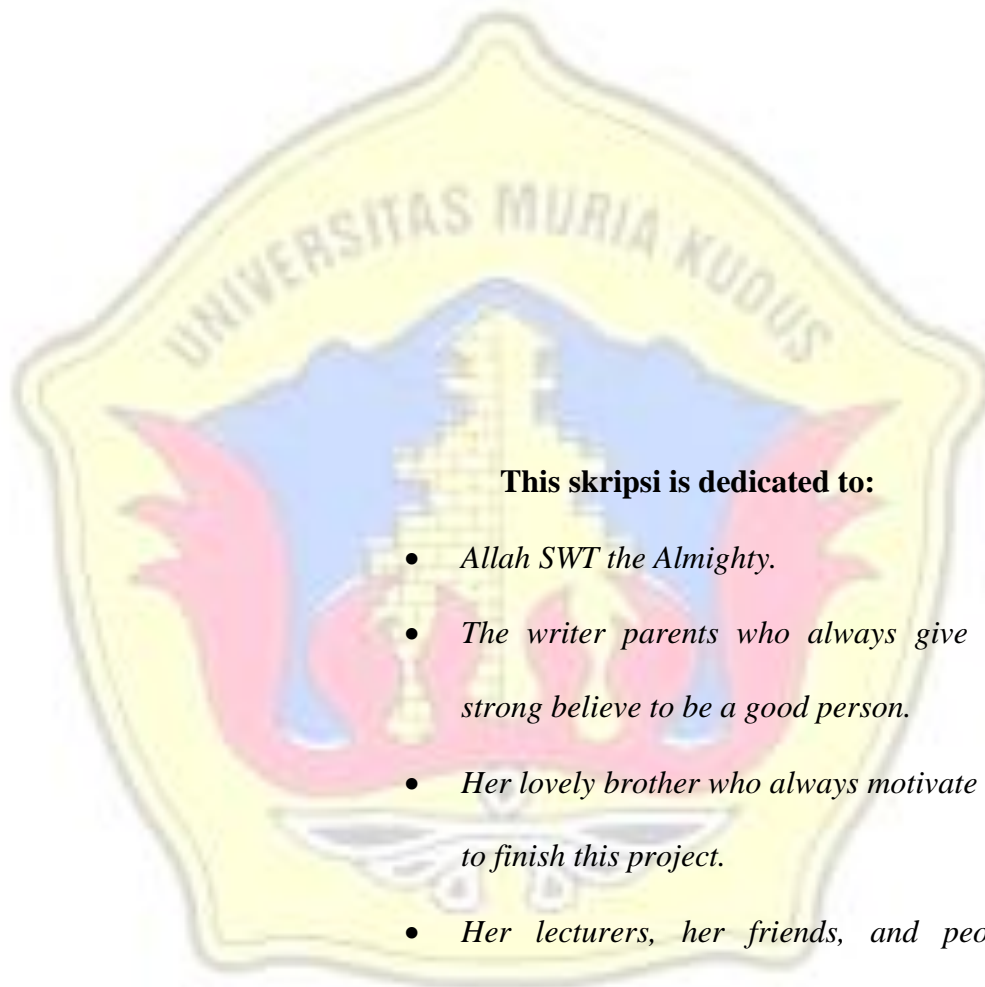 UNIVERSITAS MURIA KUDUS
This skripsi is dedicated to:
• Allah SWT the Almighty.
• The writer parents who always give
strong believe to be a good person.
• Her lovely brother who always motivate
to finish this project.
• Her lecturers, her friends, and peo